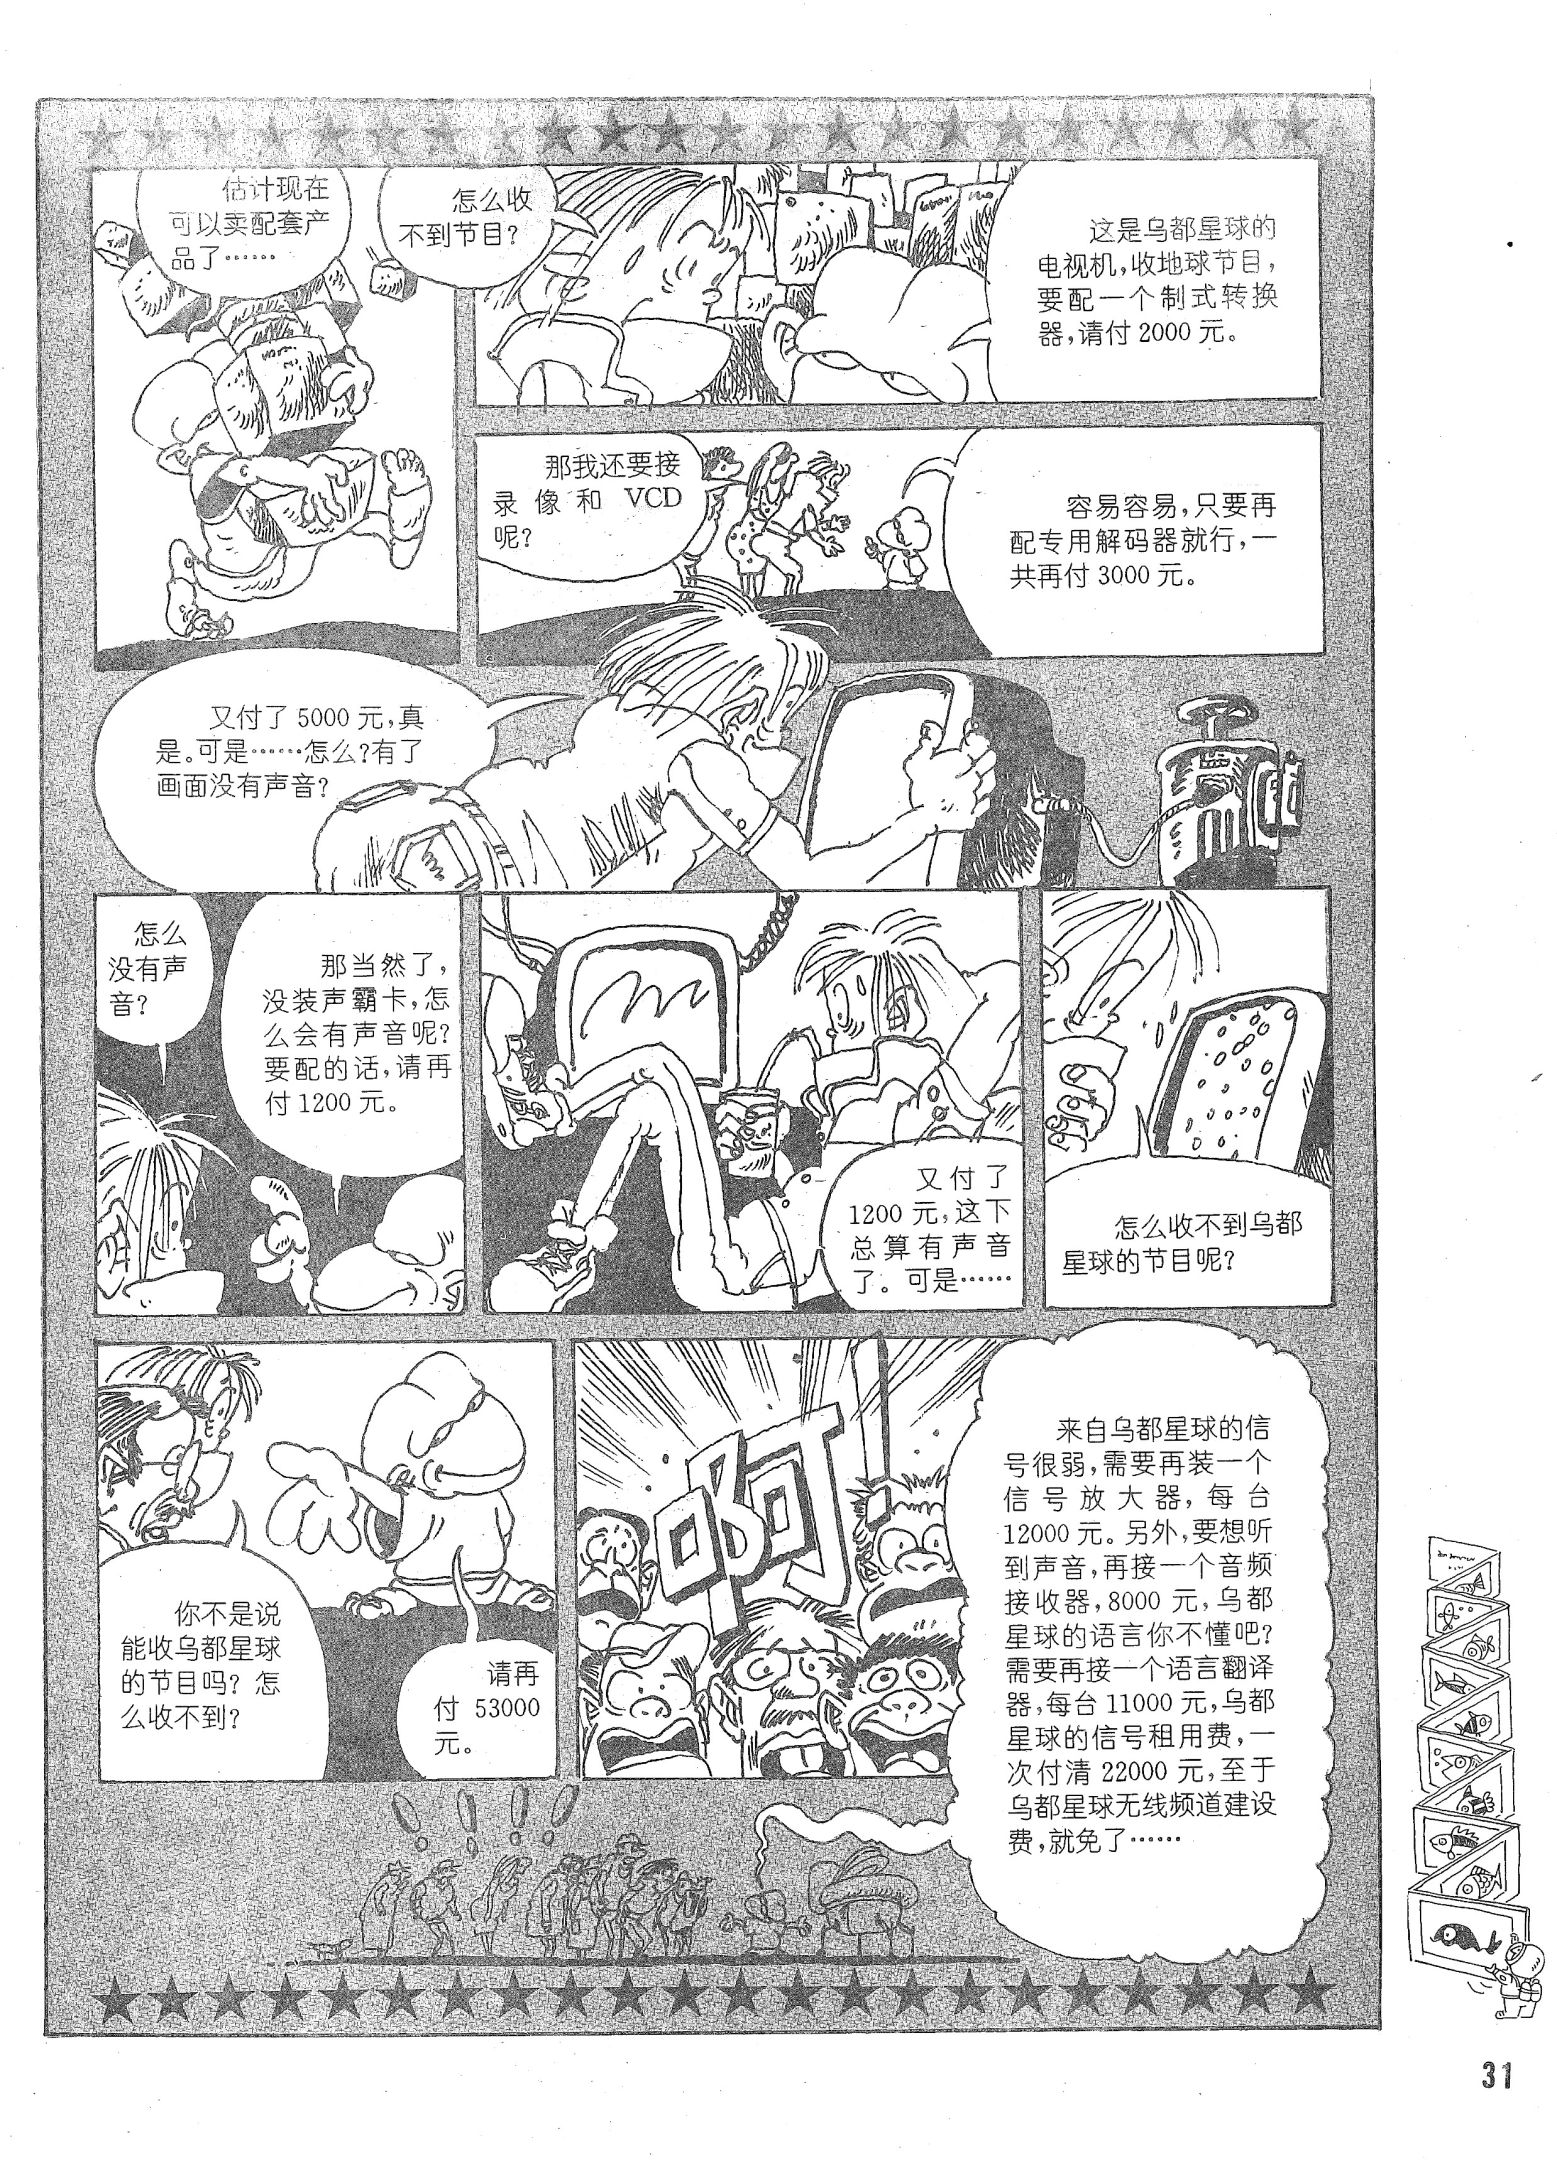 估计现在
可以卖配套产
品了……
怎么收
不到节目?
这是乌都星球的
电视机,收地球节目,
要配一个制式转换
器,请付2000元。
那我还要接
录像和VCD
呢?
容易容易,只要再
配专用解码器就行,一
共再付3000元。
又付了5000元,真
是。可是……怎么?有了
画面没有声音?
怎么
没有声
音?
那当然了,
没装声霸卡,怎
么会有声音呢?
要配的话,请再
付1200元。
又付了
1200元,这下
总算有声音
了。可是……
怎么收不到乌都
星球的节目呢?
你不是说
能收乌都星球
的节目吗?怎
么收不到?
请再
付53000
元。
啊!
来自乌都星球的信
号很弱,需要再装一个
信号放大器,每台
12000元。另外,要想听
到声音,再接一个音频
接收器,8000元,乌都
星球的语言你不懂吧?
需要再接一个语言翻译
器,每台11000元,乌都
星球的信号租用费,一
次付清22000元,至于
乌都星球无线频道建设
费,就免了……
31